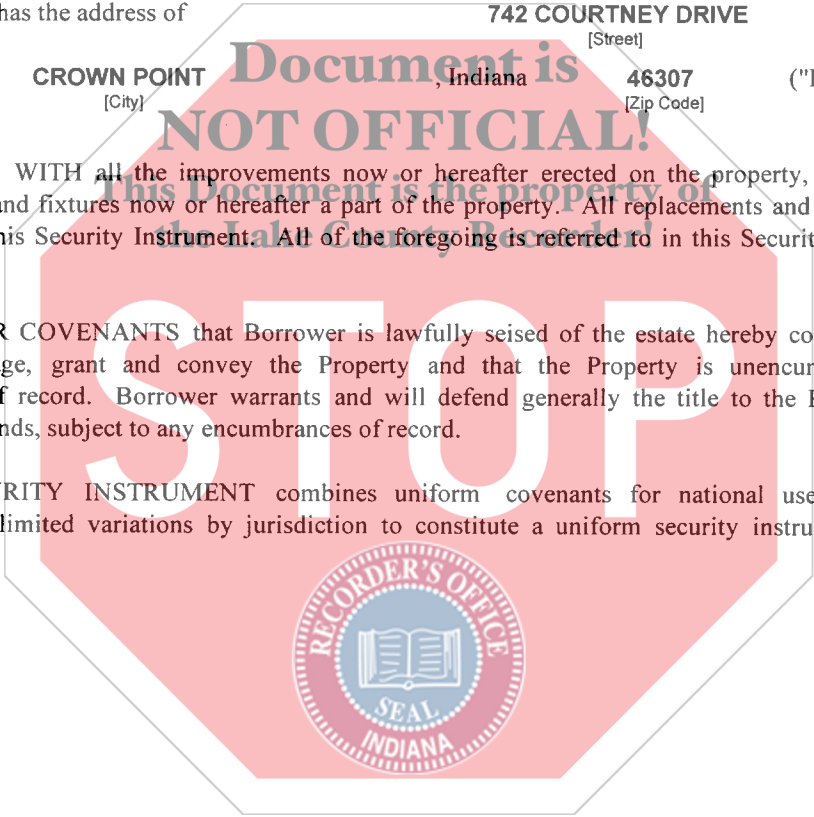 has the address of 742 COURTNEY DRIVE
[Street]
CROWN POINT , Indiana 46307 ("
[City] [Zip Code]
Document is
NOT OFFICIAL!
This Document is the property of
the Lake County Recorder!
WITH all the improvements now or hereafter erected on the property,
and fixtures now or hereafter a part of the property. All replacements and
this Security Instrument. All of the foregoing is referred to in this Securit
R COVENANTS that Borrower is lawfully seised of the estate hereby co
ge, grant and convey the Property and that the Property is unencu
f record. Borrower warrants and will defend generally the title to the
nds, subject to any encumbrances of record.
RITY INSTRUMENT combines uniform covenants for national use
limited variations by jurisdiction to constitute a uniform security instru
STOP
RECORDER'S OFFICE
SEAL
INDIANA